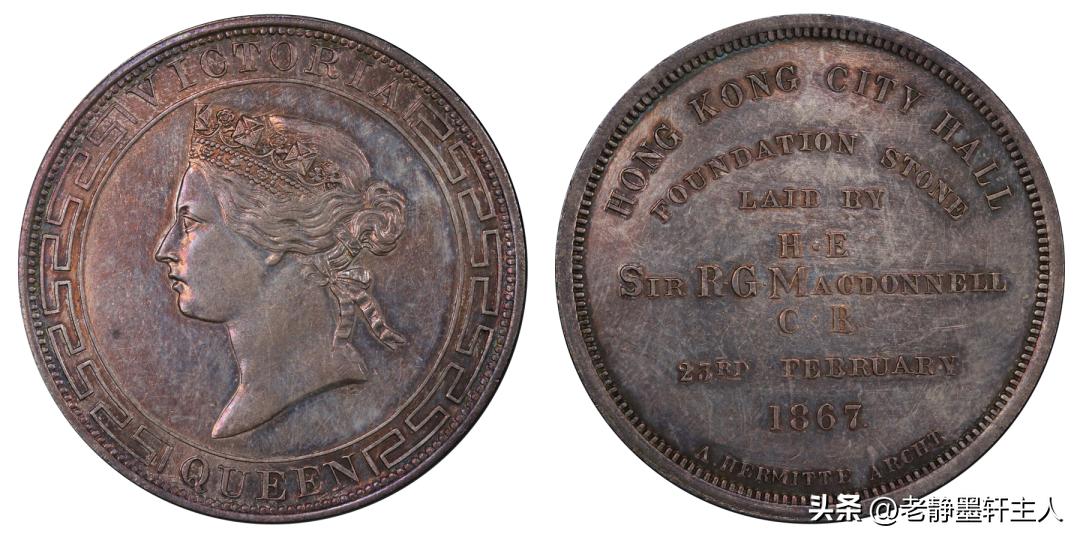 VICTORIA
QUEEN
HONG KONG CITY HALL
FOUNDATION STONE
LAID BY
H·E
SIR R·G MACDONNELL
C·B·
23RD FEBRUARY
1867.
A. HERMITTE ARCHT.
头条 @老静墨轩主人